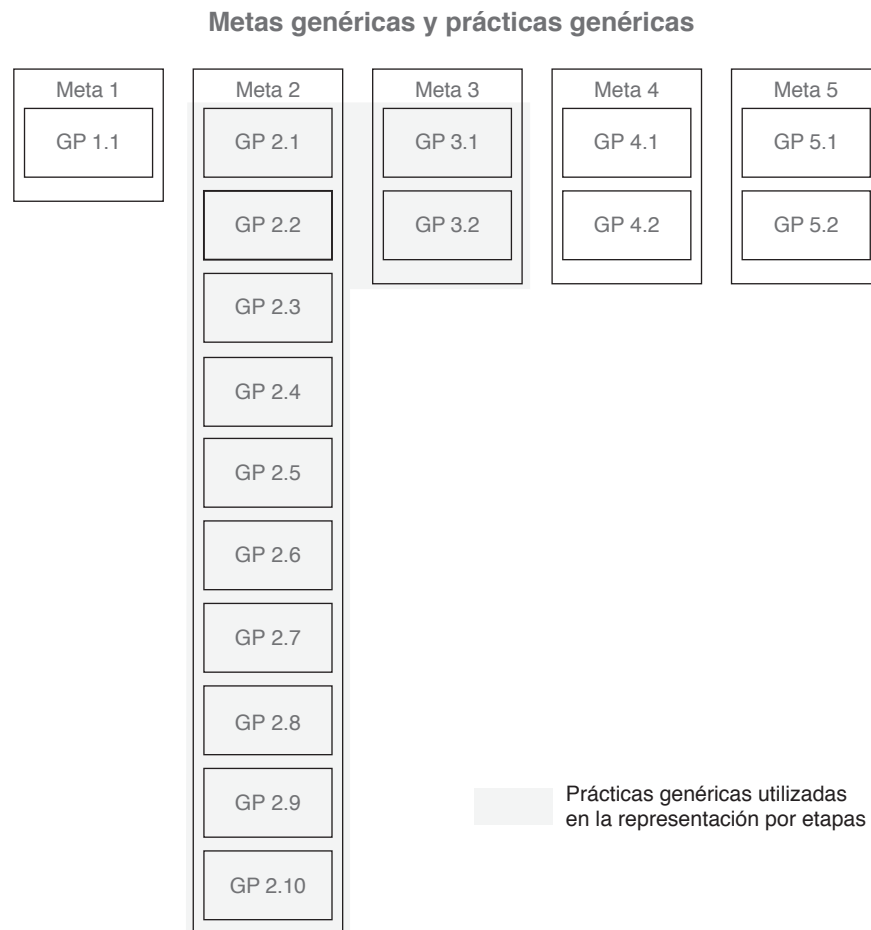 Metas genéricas y prácticas genéricas
Meta 1
GP 1.1
Meta 2
GP 2.1
GP 2.2
GP 2.3
GP 2.4
GP 2.5
GP 2.6
GP 2.7
GP 2.8
GP 2.9
GP 2.10
Meta 3
GP 3.1
GP 3.2
Meta 4
GP 4.1
GP 4.2
Meta 5
GP 5.1
GP 5.2
Prácticas genéricas utilizadas
en la representación por etapas